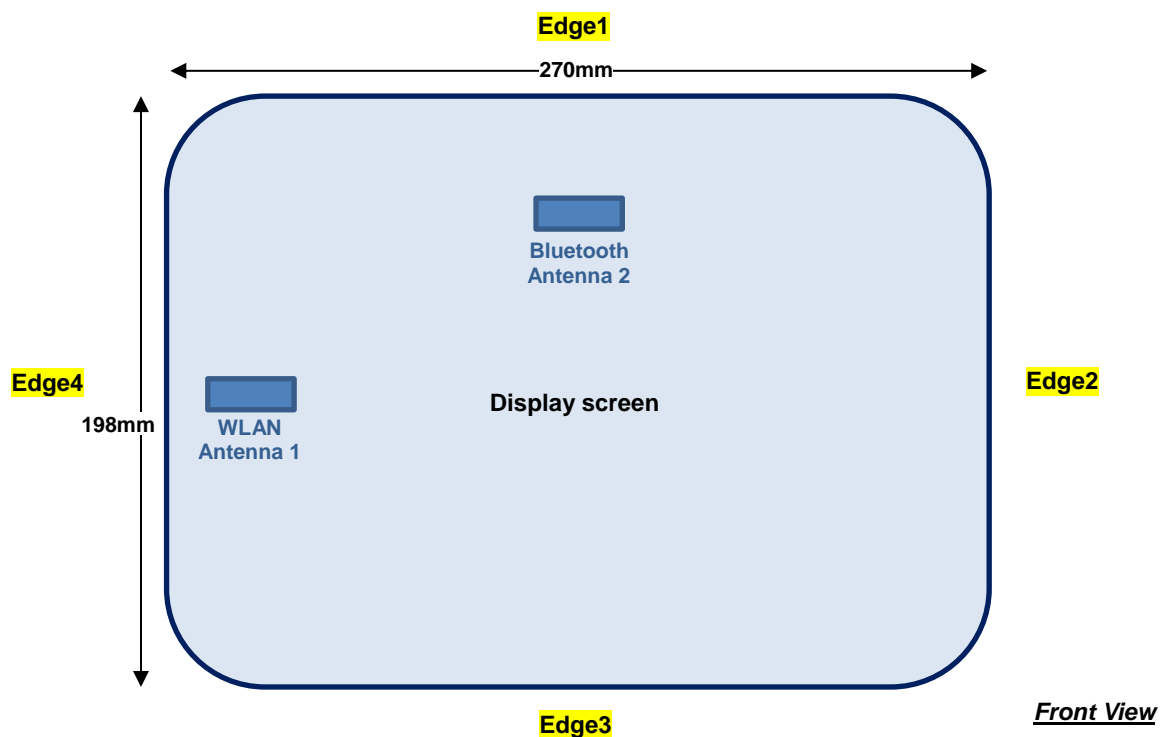 Edge1
270mm
Bluetooth
Antenna 2
Edge4
Edge2
Display screen
198mm
WLAN
Antenna 1
Edge3
Front View